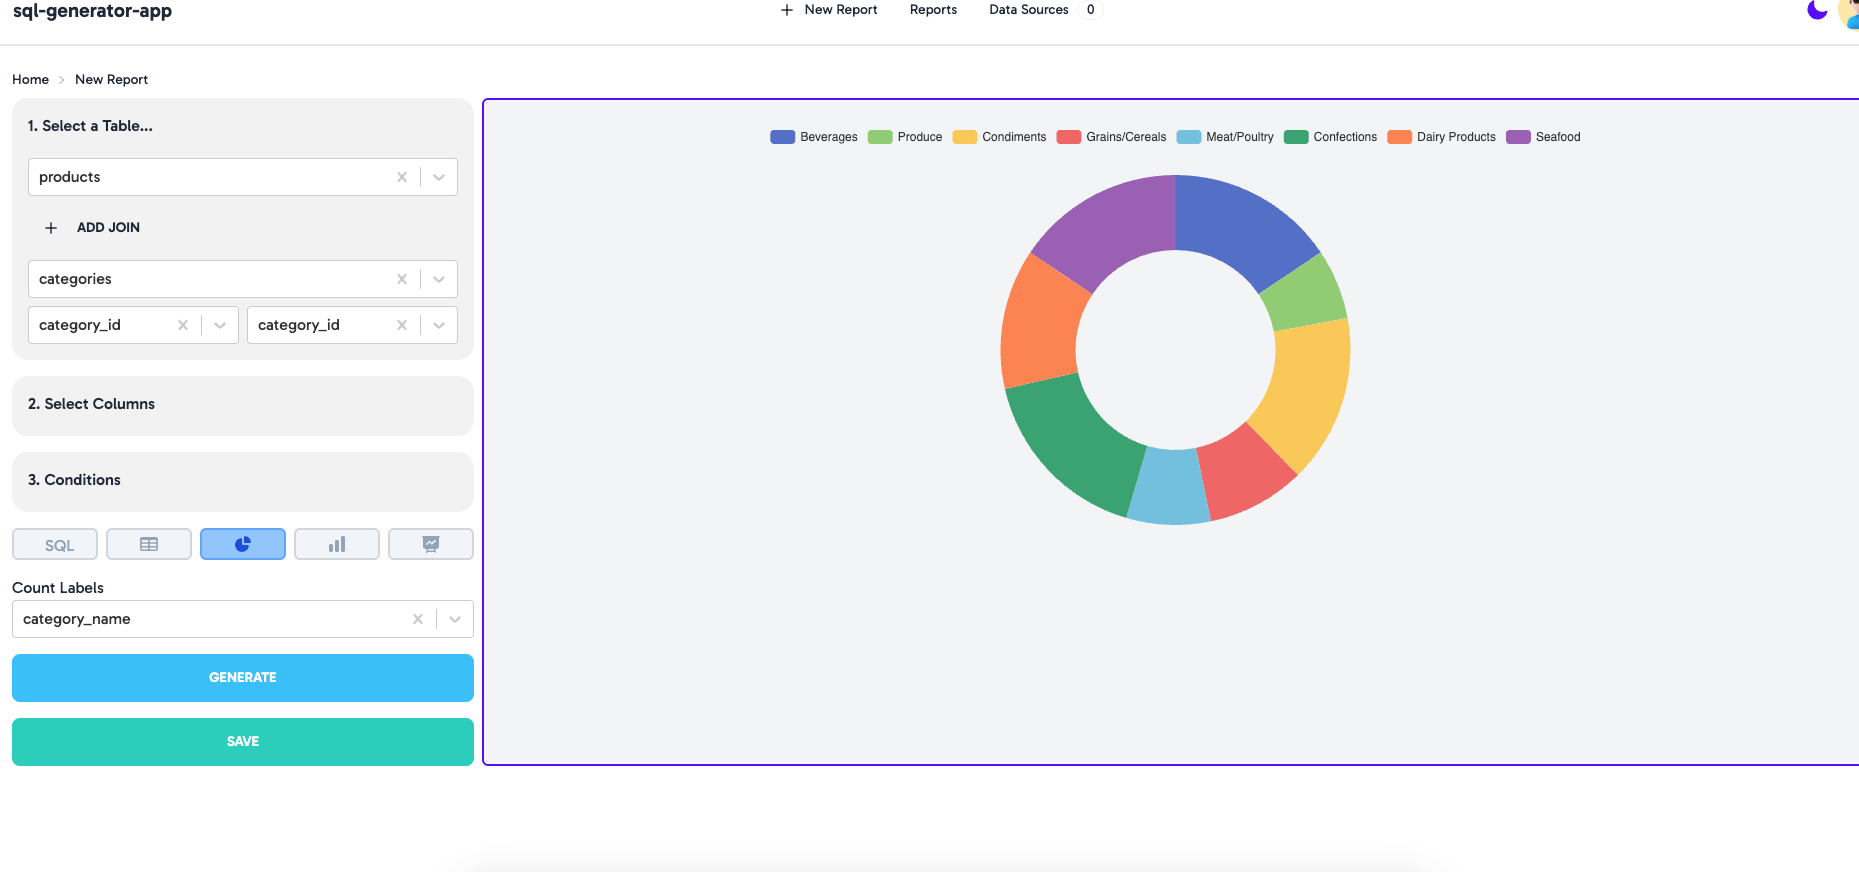 sql-generator-app
New Report
Reports
Data Sources
0
Home
New Report
1. Select a Table...
products
ADD JOIN
categories
category_id
category_id
2. Select Columns
3. Conditions
SQL
Count Labels
category_name
GENERATE
SAVE
Beverages Produce Condiments Grains/Cereals Meat/Poultry Confections Dairy Products Seafood